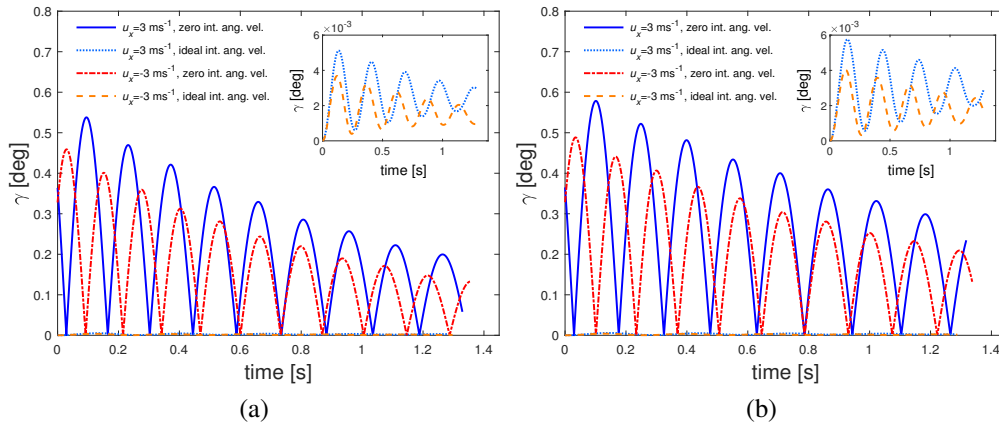 u_x=3 ms⁻¹, zero int. ang. vel.
u_x=3 ms⁻¹, ideal int. ang. vel.
u_x=-3 ms⁻¹, zero int. ang. vel.
u_x=-3 ms⁻¹, ideal int. ang. vel.
γ [deg]
0.8
0.7
0.6
0.5
0.4
0.3
0.2
0.1
0
0 0.2 0.4 0.6 0.8 1 1.2 1.4
time [s]
×10⁻³
γ [deg]
6
4
2
0
0 0.5 1
time [s]
(a)
u_x=3 ms⁻¹, zero int. ang. vel.
u_x=3 ms⁻¹, ideal int. ang. vel.
u_x=-3 ms⁻¹, zero int. ang. vel.
u_x=-3 ms⁻¹, ideal int. ang. vel.
γ [deg]
0.8
0.7
0.6
0.5
0.4
0.3
0.2
0.1
0
0 0.2 0.4 0.6 0.8 1 1.2 1.4
time [s]
×10⁻³
γ [deg]
6
4
2
0
0 0.5 1
time [s]
(b)